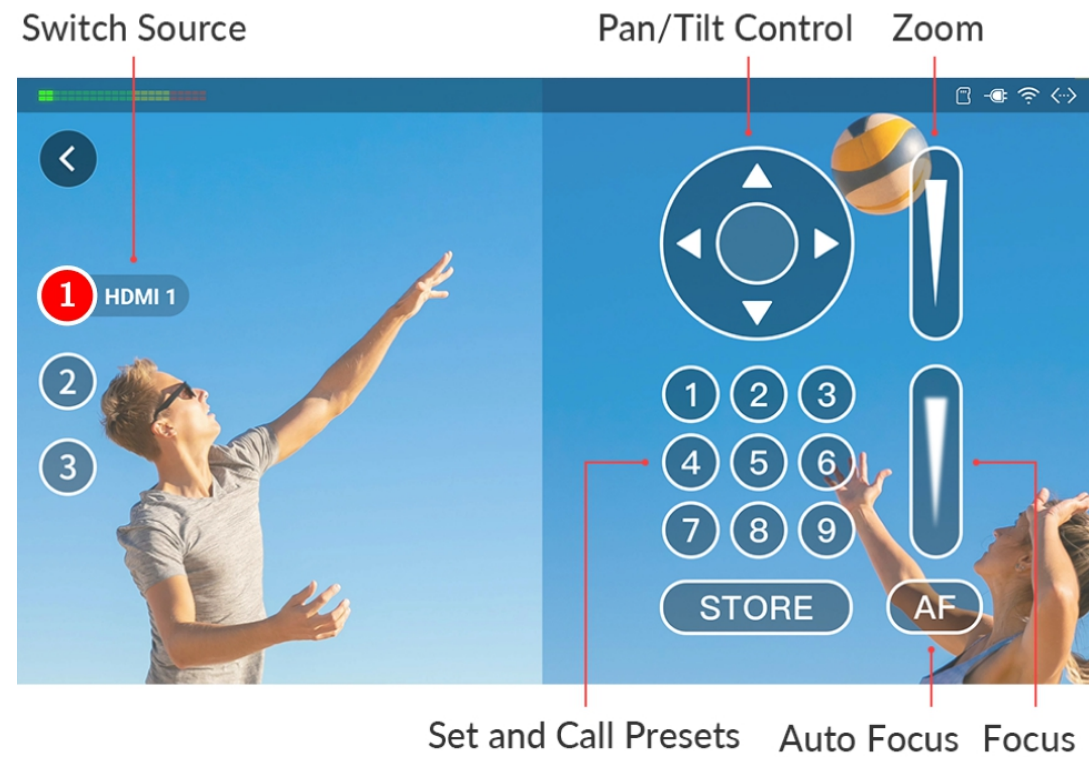 Switch Source
Pan/Tilt Control
Zoom
1 HDMI 1
2
3
1 2 3
4 5 6
7 8 9
STORE
AF
Set and Call Presets
Auto Focus
Focus